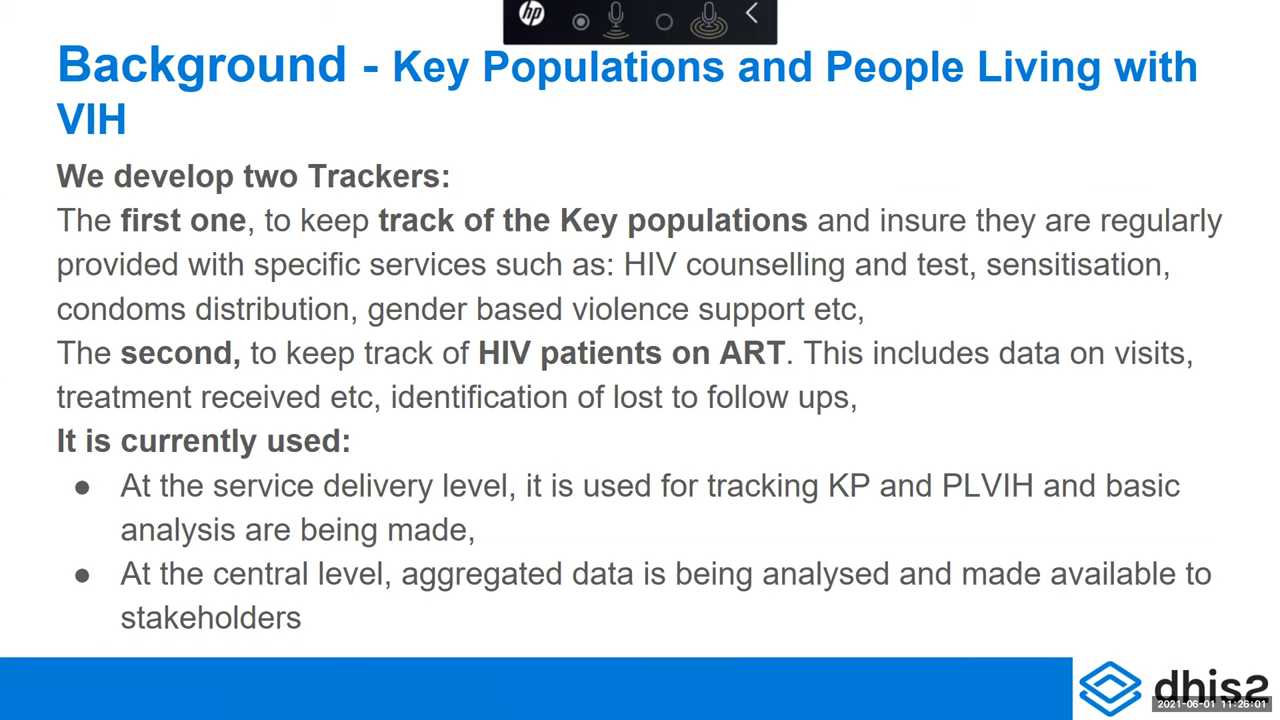 hp
Background - Key Populations and People Living with
VIH
We develop two Trackers:
The first one, to keep track of the Key populations and insure they are regularly
provided with specific services such as: HIV counselling and test, sensitisation,
condoms distribution, gender based violence support etc,
The second, to keep track of HIV patients on ART. This includes data on visits,
treatment received etc, identification of lost to follow ups,
It is currently used:
● At the service delivery level, it is used for tracking KP and PLVIH and basic
analysis are being made,
● At the central level, aggregated data is being analysed and made available to
stakeholders
dhis2
2021-06-01 11:26:01